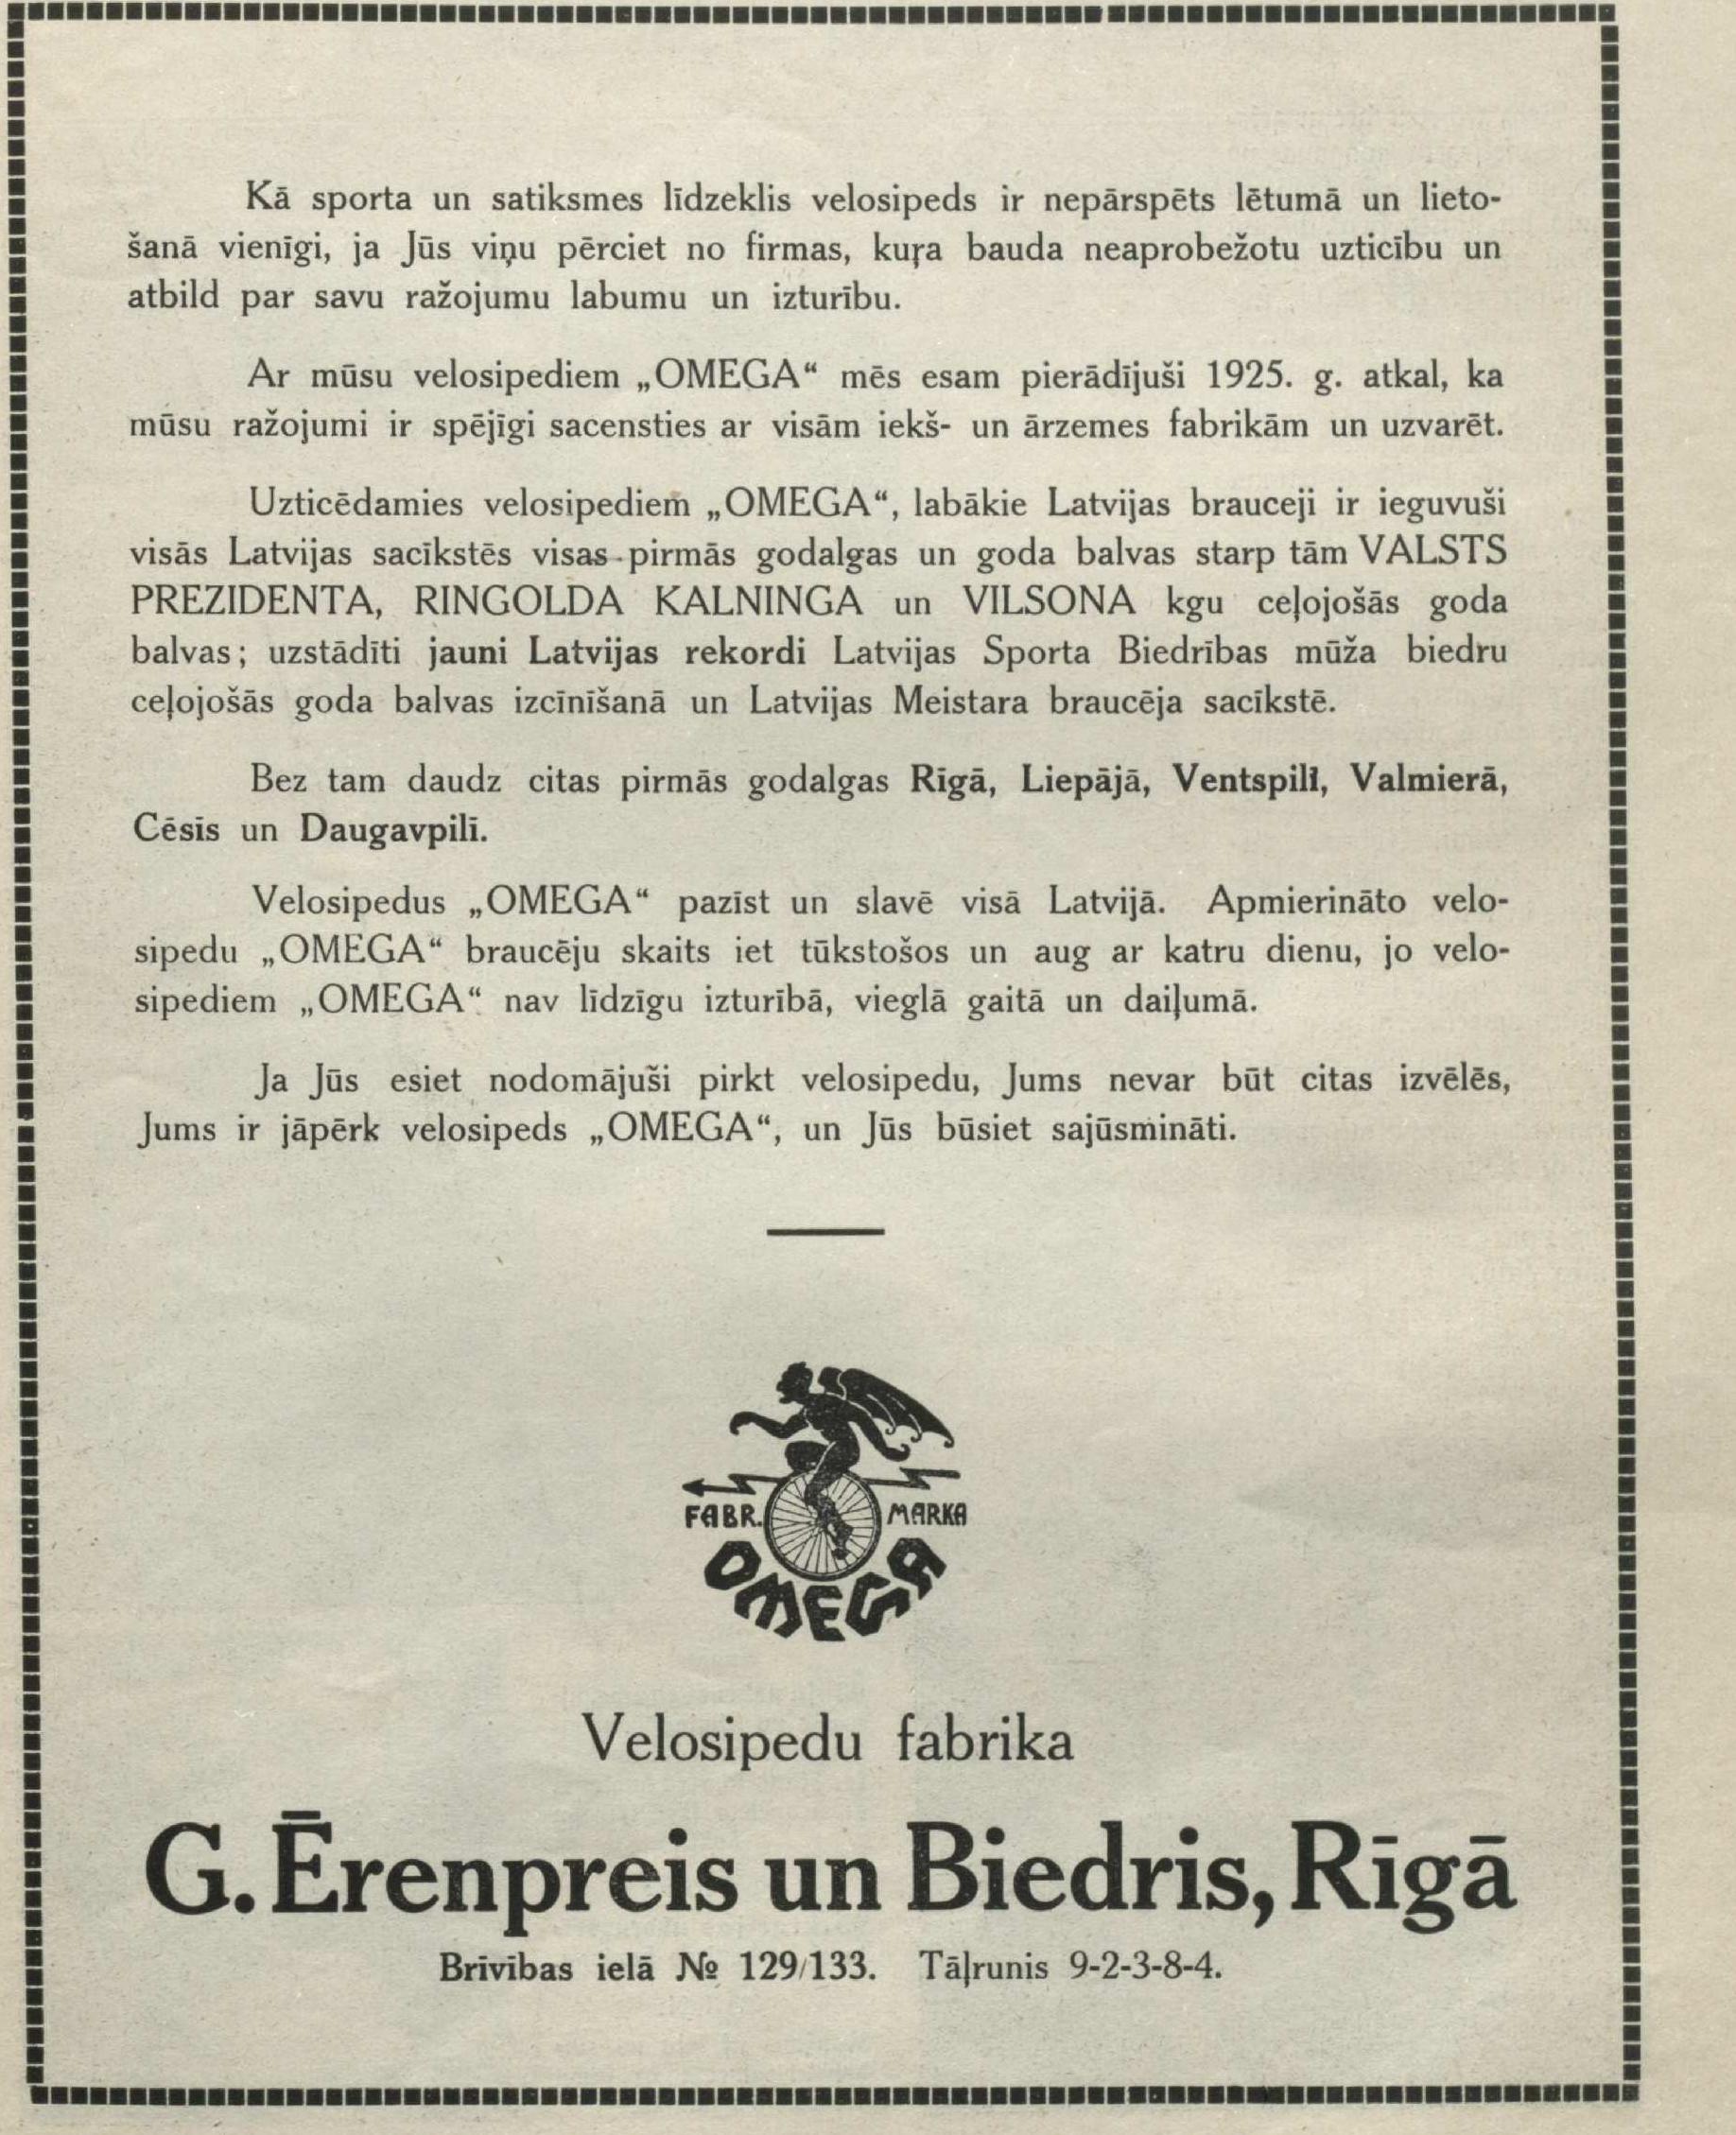 Kā sporta un satiksmes līdzeklis velosipeds ir nepārspēts lētumā un lieto-
šanā vienīgi, ja Jūs viņu pērciet no firmas, kuŗa bauda neaprobežotu uzticību un
atbild par savu ražojumu labumu un izturību.
Ar mūsu velosipediem „OMEGA“ mēs esam pierādījuši 1925. g. atkal, ka
mūsu ražojumi ir spējīgi sacensties ar visām iekš- un ārzemes fabrikām un uzvarēt.
Uzticēdamies velosipediem „OMEGA“, labākie Latvijas brauceji ir ieguvuši
visās Latvijas sacīkstēs visas pirmās godalgas un goda balvas starp tām VALSTS
PREZIDENTA, RINGOLDA KALNINGA un VILSONA kgu ceļojošās goda
balvas; uzstādīti jauni Latvijas rekordi Latvijas Sporta Biedrības mūža biedru
ceļojošās goda balvas izcīnīšanā un Latvijas Meistara braucēja sacīkstē.
Bez tam daudz citas pirmās godalgas Rīgā, Liepājā, Ventspilī, Valmierā,
Cēsīs un Daugavpilī.
Velosipedus „OMEGA“ pazīst un slavē visā Latvijā. Apmierināto velo-
sipedu „OMEGA“ braucēju skaits iet tūkstošos un aug ar katru dienu, jo velo-
sipediem „OMEGA“ nav līdzīgu izturībā, vieglā gaitā un daiļumā.
Ja Jūs esiet nodomājuši pirkt velosipedu, Jums nevar būt citas izvēlēs,
Jums ir jāpērk velosipeds „OMEGA“, un Jūs būsiet sajūsmināti.
FABR. MARKA
OMEGA
Velosipedu fabrika
G. Ērenpreis un Biedris, Rīgā
Brīvības ielā № 129/133. Tāļrunis 9-2-3-8-4.